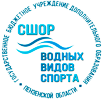 ГОСУДАРСТВЕННОЕ БЮДЖЕТНОЕ УЧРЕЖДЕНИЕ ДОПОЛНИТЕЛЬНОГО ОБРАЗОВАНИЯ
СШОР
ВОДНЫХ
ВИДОВ
СПОРТА
ПЕНЗЕНСКОЙ ОБЛАСТИ